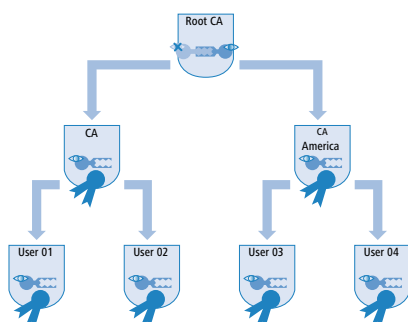 Root CA
CA
CA
America
User 01
User 02
User 03
User 04